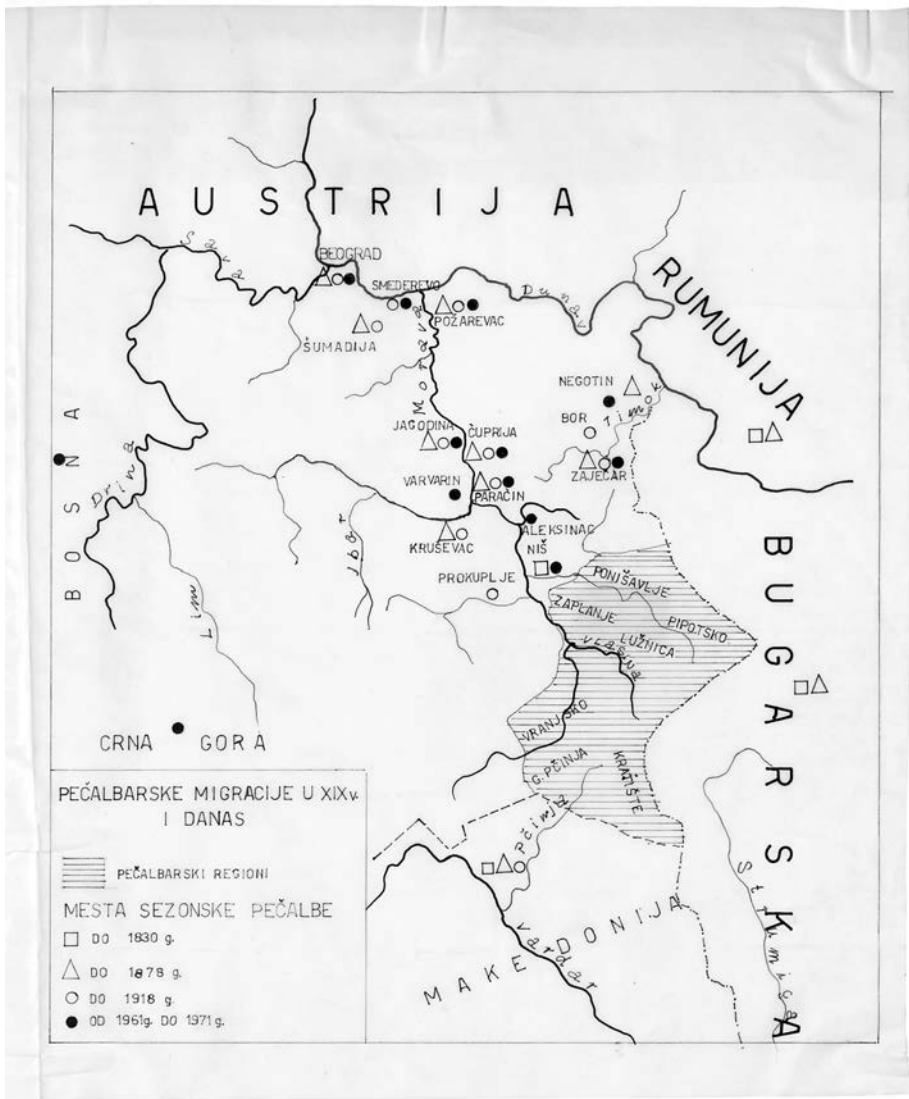 AUSTRIJA
Sava
BEOGRAD
SMEDEREVO
Dunav
POŽAREVAC
ŠUMADIJA
RUMUNIJA
Morava
NEGOTIN
Timok
BOR
BOSNA
JAGODINA
ĆUPRIJA
ZAJEČAR
Drina
VARVARIN
PARAĆIN
ALEKSINAC
Ibar
KRUŠEVAC
NIŠ
BUGARSKA
PROKUPLJE
PONIŠAVLJE
ZAPLANJE
PIPOTSKO
Lim
LUŽNICA
VLASINA
VRANJSKO
CRNA GORA
G. PČINJA
KRAJIŠTE
PEČALBARSKE MIGRACIJE U XIX v.
I DANAS
PEČALBARSKI REGIONI
MESTA SEZONSKE PEČALBE
DO 1830 g.
DO 1878 g.
DO 1918 g.
OD 1961g. DO 1971 g.
Pčinja
Vardar
MAKEDONIJA
Strumica